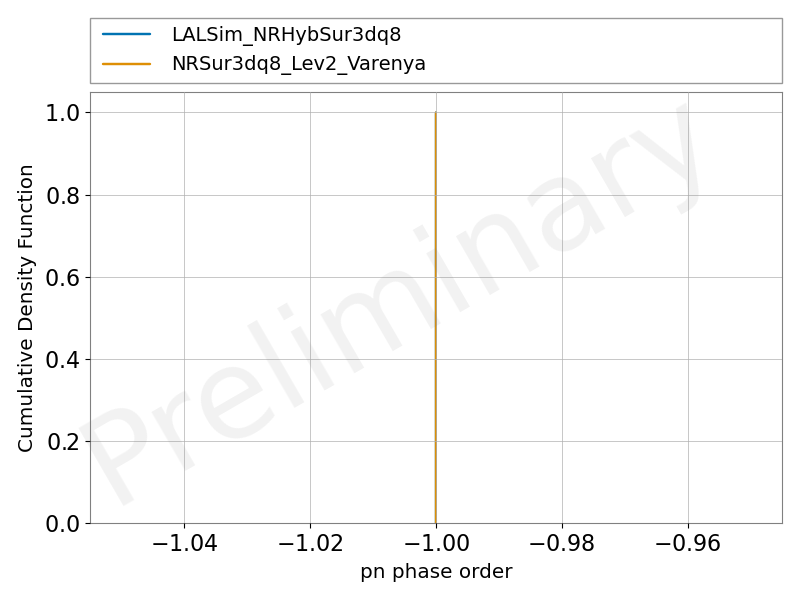 LALSim_NRHybSur3dq8
NRSur3dq8_Lev2_Varenya
Cumulative Density Function
1.0
0.8
0.6
0.4
0.2
0.0
Preliminary
−1.04 −1.02 −1.00 −0.98 −0.96
pn phase order